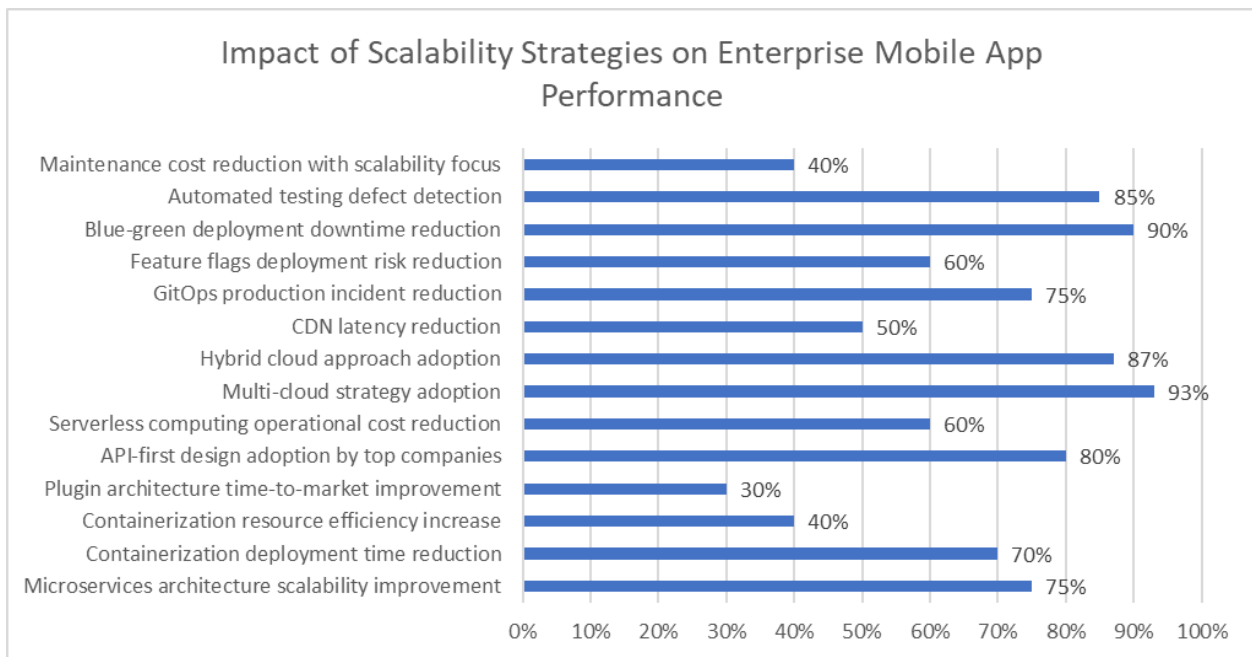 Impact of Scalability Strategies on Enterprise Mobile App
Performance
Maintenance cost reduction with scalability focus 40%
Automated testing defect detection 85%
Blue-green deployment downtime reduction 90%
Feature flags deployment risk reduction 60%
GitOps production incident reduction 75%
CDN latency reduction 50%
Hybrid cloud approach adoption 87%
Multi-cloud strategy adoption 93%
Serverless computing operational cost reduction 60%
API-first design adoption by top companies 80%
Plugin architecture time-to-market improvement 30%
Containerization resource efficiency increase 40%
Containerization deployment time reduction 70%
Microservices architecture scalability improvement 75%
0% 10% 20% 30% 40% 50% 60% 70% 80% 90% 100%